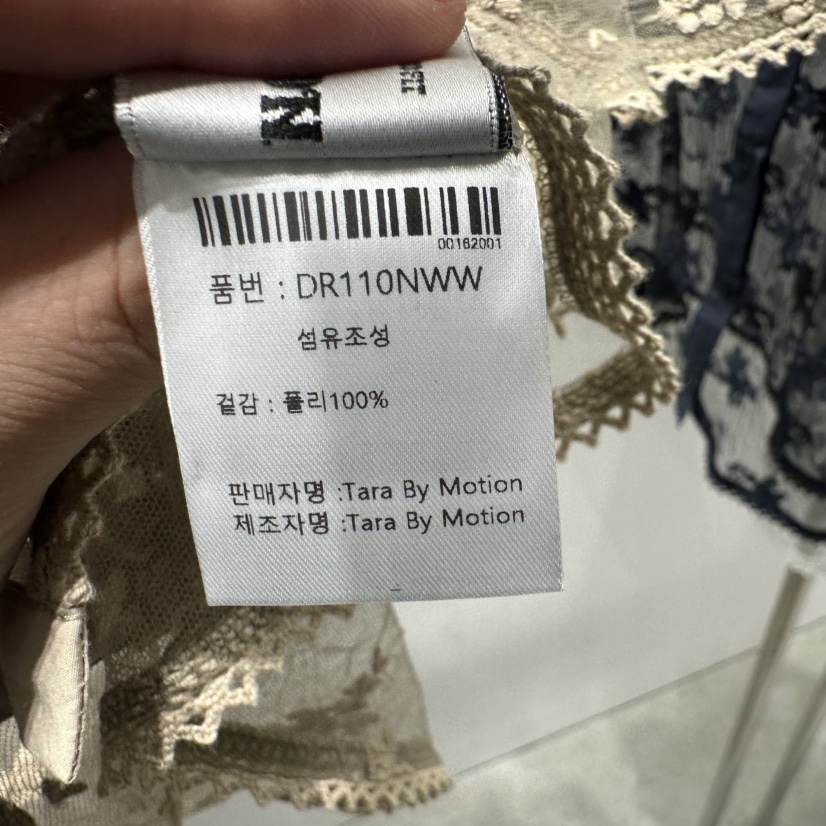 00162001
품번 : DR110NWW
섬유조성
겉감 : 폴리100%
판매자명 :Tara By Motion
제조자명 :Tara By Motion